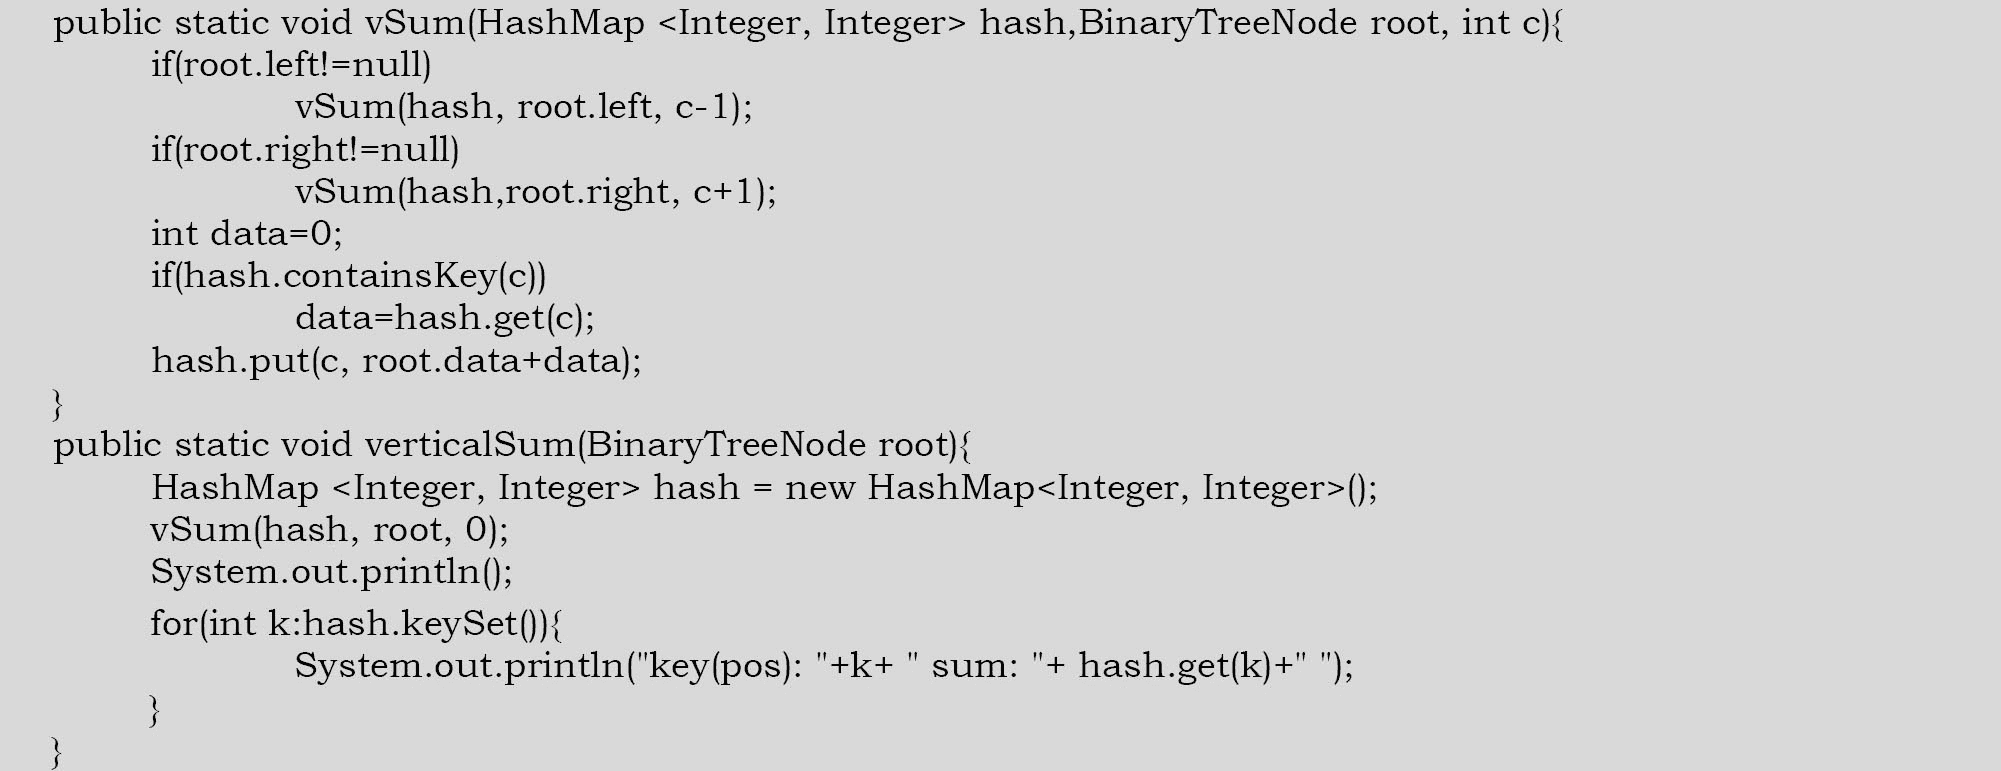 public static void vSum(HashMap <Integer, Integer> hash,BinaryTreeNode root, int c){
if(root.left!=null)
vSum(hash, root.left, c-1);
if(root.right!=null)
vSum(hash,root.right, c+1);
int data=0;
if(hash.containsKey(c))
data=hash.get(c);
hash.put(c, root.data+data);
}
public static void verticalSum(BinaryTreeNode root){
HashMap <Integer, Integer> hash = new HashMap<Integer, Integer>();
vSum(hash, root, 0);
System.out.println();
for(int k:hash.keySet()){
System.out.println("key(pos): "+k+ " sum: "+ hash.get(k)+" ");
}
}